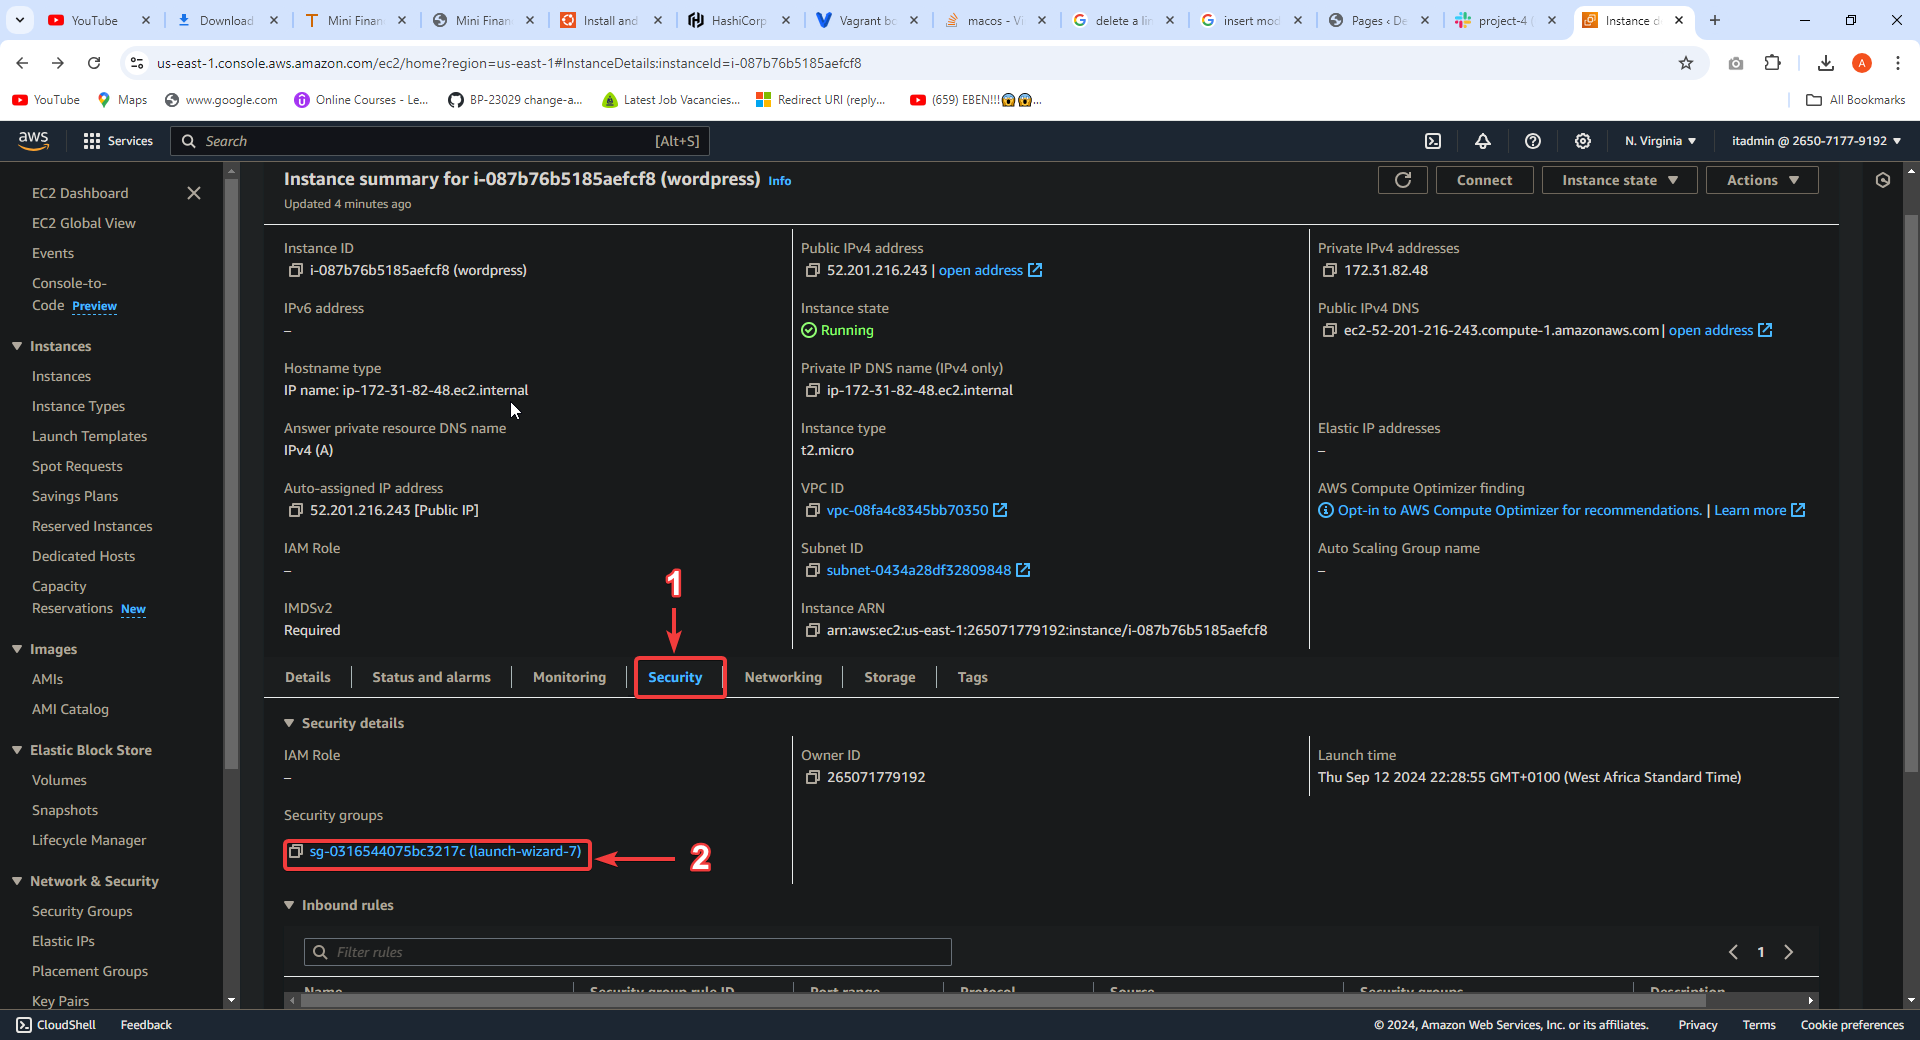 YouTube
Download
Mini Finan
Mini Finan
Install and
HashiCorp
Vagrant bo
macos - Vi
delete a lin
insert mod
Pages ‹ De
project-4 (
Instance d
us-east-1.console.aws.amazon.com/ec2/home?region=us-east-1#InstanceDetails:instanceId=i-087b76b5185aefcf8
A
YouTube
Maps
www.google.com
Online Courses - Le...
BP-23029 change-a...
Latest Job Vacancies...
Redirect URI (reply...
(659) EBEN!!!😱😱...
All Bookmarks
aws
Services
Search
[Alt+S]
N. Virginia
itadmin @ 2650-7177-9192
EC2 Dashboard
EC2 Global View
Events
Console-to-
Code Preview
Instances
Instances
Instance Types
Launch Templates
Spot Requests
Savings Plans
Reserved Instances
Dedicated Hosts
Capacity
Reservations New
Images
AMIs
AMI Catalog
Elastic Block Store
Volumes
Snapshots
Lifecycle Manager
Network & Security
Security Groups
Elastic IPs
Placement Groups
Key Pairs
Instance summary for i-087b76b5185aefcf8 (wordpress) Info
Updated 4 minutes ago
Connect
Instance state
Actions
Instance ID
i-087b76b5185aefcf8 (wordpress)
Public IPv4 address
52.201.216.243 | open address
Private IPv4 addresses
172.31.82.48
IPv6 address
–
Instance state
Running
Public IPv4 DNS
ec2-52-201-216-243.compute-1.amazonaws.com | open address
Hostname type
IP name: ip-172-31-82-48.ec2.internal
Private IP DNS name (IPv4 only)
ip-172-31-82-48.ec2.internal
Answer private resource DNS name
IPv4 (A)
Instance type
t2.micro
Elastic IP addresses
–
Auto-assigned IP address
52.201.216.243 [Public IP]
VPC ID
vpc-08fa4c8345bb70350
AWS Compute Optimizer finding
Opt-in to AWS Compute Optimizer for recommendations. | Learn more
IAM Role
–
Subnet ID
subnet-0434a28df32809848
Auto Scaling Group name
–
IMDSv2
Required
Instance ARN
arn:aws:ec2:us-east-1:265071779192:instance/i-087b76b5185aefcf8
1
Details
Status and alarms
Monitoring
Security
Networking
Storage
Tags
Security details
IAM Role
–
Owner ID
265071779192
Launch time
Thu Sep 12 2024 22:28:55 GMT+0100 (West Africa Standard Time)
Security groups
sg-0316544075bc3217c (launch-wizard-7)
2
Inbound rules
Filter rules
1
Name
Security group rule ID
Port range
Protocol
Source
Security groups
Description
CloudShell
Feedback
© 2024, Amazon Web Services, Inc. or its affiliates.
Privacy
Terms
Cookie preferences